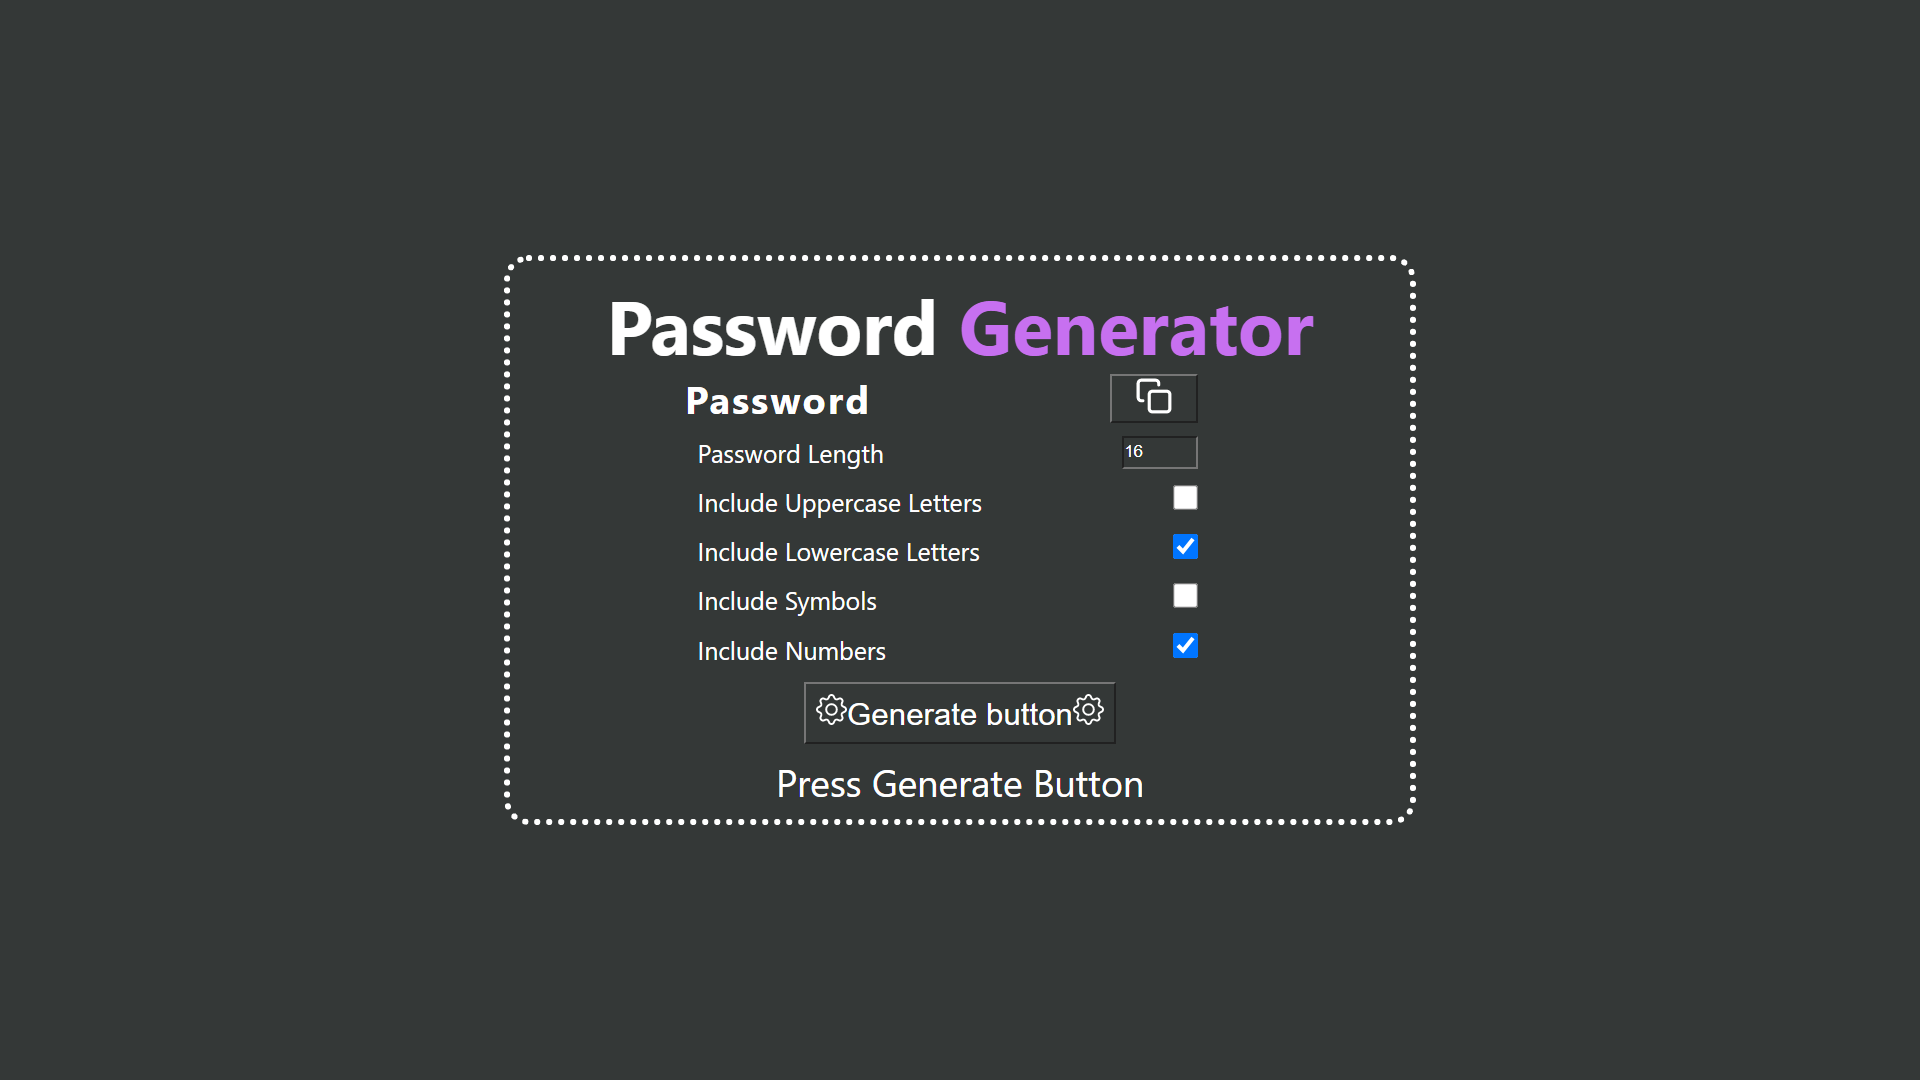 Password Generator
Password
Password Length 16
Include Uppercase Letters
Include Lowercase Letters
Include Symbols
Include Numbers
Generate button
Press Generate Button